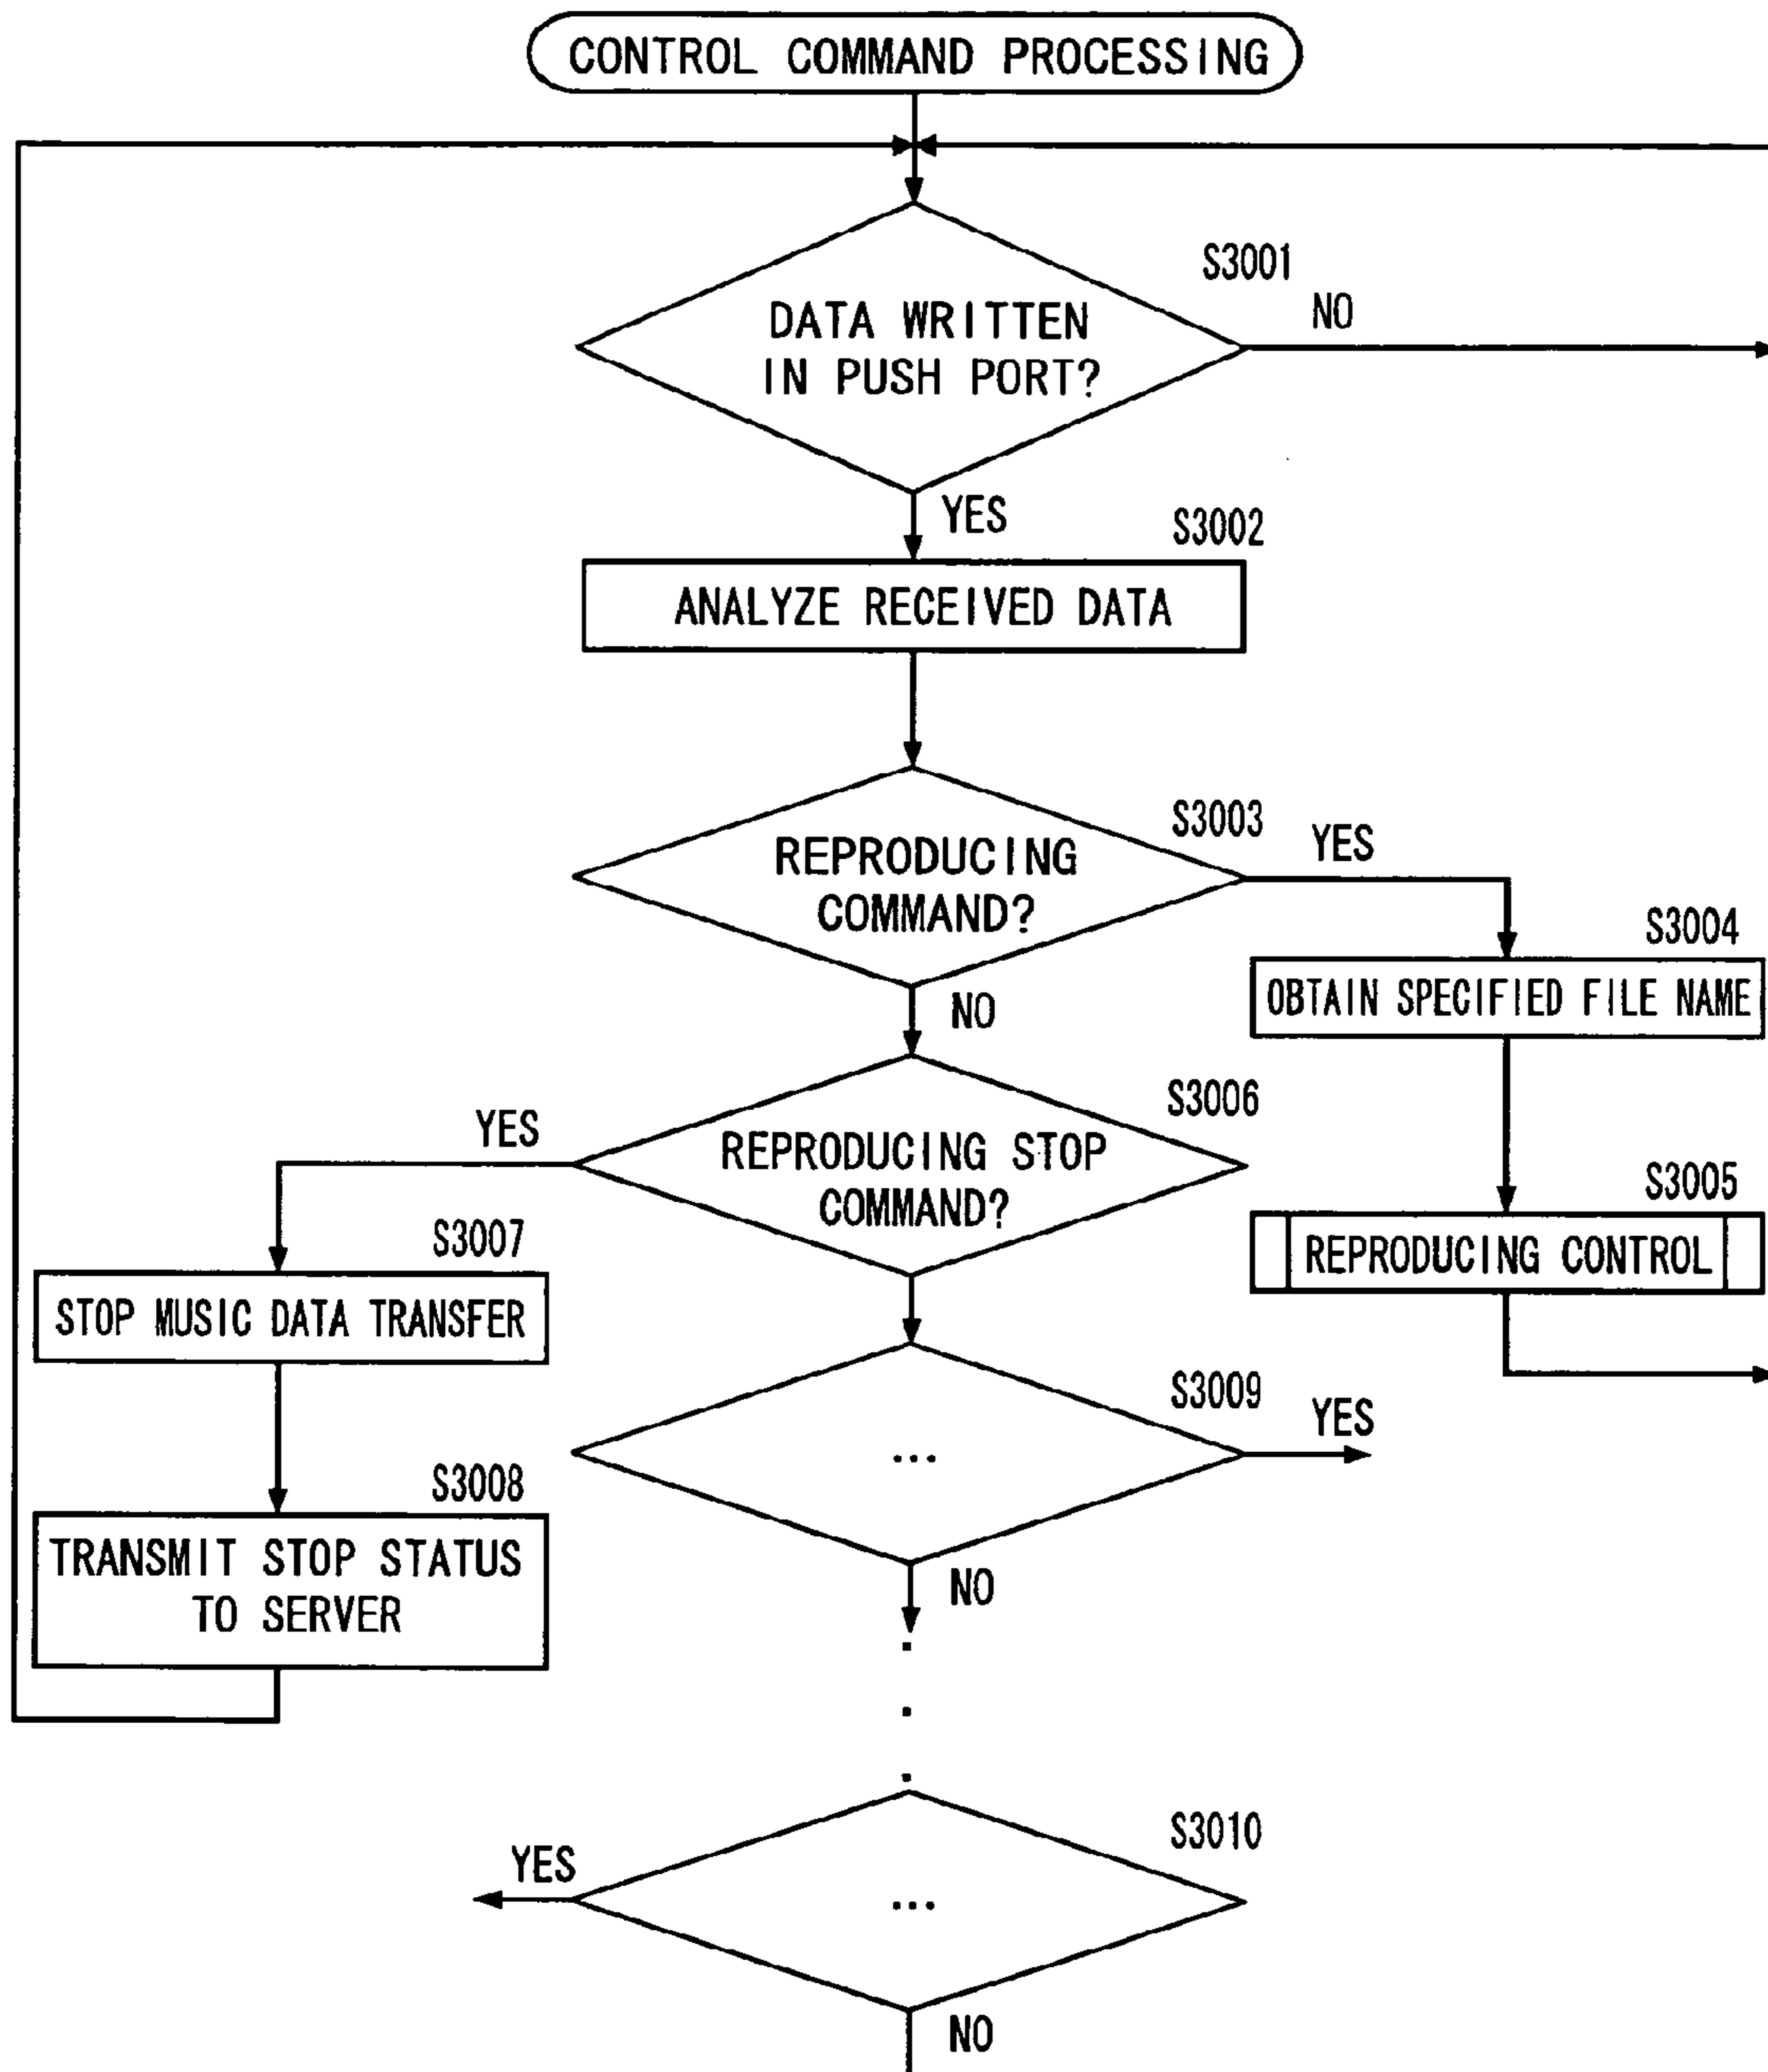 CONTROL COMMAND PROCESSING
S3001
DATA WRITTEN
IN PUSH PORT?
NO
YES
S3002
ANALYZE RECEIVED DATA
S3003
REPRODUCING
COMMAND?
YES
NO
S3004
OBTAIN SPECIFIED FILE NAME
S3005
REPRODUCING CONTROL
S3006
REPRODUCING STOP
COMMAND?
YES
S3007
STOP MUSIC DATA TRANSFER
S3008
TRANSMIT STOP STATUS
TO SERVER
S3009
...
YES
NO
S3010
...
YES
NO